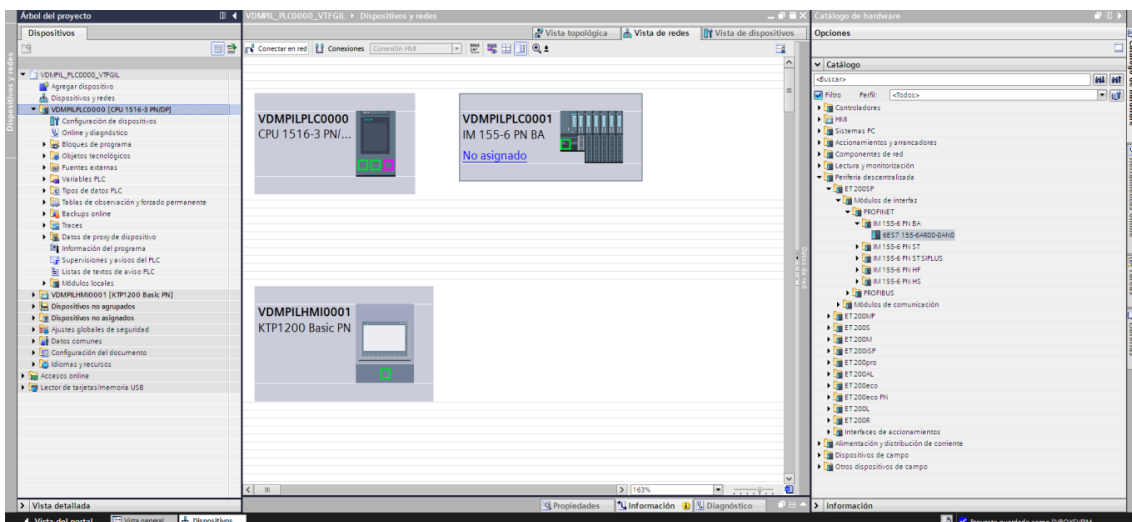 Árbol del proyecto
VDMPIL_PLC0000_VTFGIL ▸ Dispositivos y redes
Catálogo de hardware
Dispositivos
Vista topológica
Vista de redes
Vista de dispositivos
Opciones
Conectar en red
Conexiones
Conexión HMI
Catálogo
<Buscar>
Filtro
Perfil:
<Todos>
VDMPIL_PLC0000_VTFGIL
Agregar dispositivo
Dispositivos y redes
VDMPILPLC0000 [CPU 1516-3 PN/DP]
Configuración de dispositivos
Online y diagnóstico
Bloques de programa
Objetos tecnológicos
Fuentes externas
Variables PLC
Tipos de datos PLC
Tablas de observación y forzado permanente
Backups online
Traces
Datos de proxy de dispositivo
Información del programa
Supervisiones y avisos del PLC
Listas de textos de aviso PLC
Módulos locales
VDMPILHMI0001 [KTP1200 Basic PN]
Dispositivos no agrupados
Dispositivos no asignados
Ajustes globales de seguridad
Datos comunes
Configuración del documento
Idiomas y recursos
Accesos online
Lector de tarjetas/memoria USB
VDMPILPLC0000
CPU 1516-3 PN/...
VDMPILPLC0001
IM 155-6 PN BA
No asignado
VDMPILHMI0001
KTP1200 Basic PN
Controladores
HMI
Sistemas PC
Accionamientos y arrancadores
Componentes de red
Lectura y monitorización
Periferia descentralizada
ET 200SP
Módulos de interfaz
PROFINET
IM 155-6 PN BA
6ES7 155-6AR00-0AN0
IM 155-6 PN ST
IM 155-6 PN ST SIPLUS
IM 155-6 PN HF
IM 155-6 PN HS
PROFIBUS
Módulos de comunicación
ET 200MP
ET 200S
ET 200M
ET 200iSP
ET 200pro
ET 200AL
ET 200eco
ET 200eco PN
ET 200L
ET 200R
Interfaces de accionamientos
Alimentación y distribución de corriente
Dispositivos de campo
Otros dispositivos de campo
163%
Vista detallada
Propiedades
Información
Diagnóstico
Información
Vista del portal
Vista general
Dispositivos
Dispositivos y redes